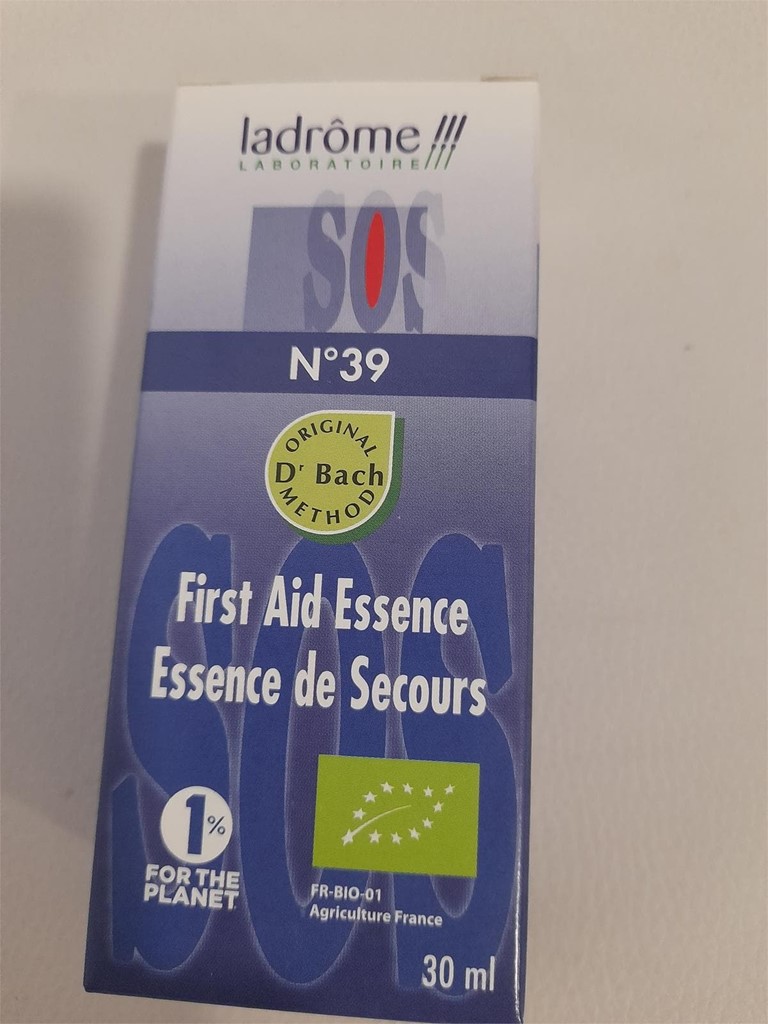 ladrôme
LABORATOIRE
SOS
N°39
ORIGINAL
Dr Bach
METHOD
SOS
First Aid Essence
Essence de Secours
1%
FOR THE
PLANET
FR-BIO-01
Agriculture France
30 ml